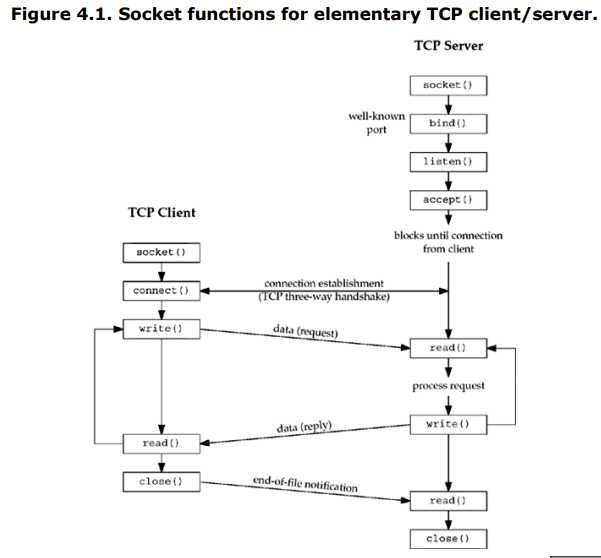 Figure 4.1. Socket functions for elementary TCP client/server.
TCP Server
socket()
well-known
port
bind()
listen()
accept()
TCP Client
blocks until connection
from client
socket()
connect()
connection establishment
(TCP three-way handshake)
write()
data (request)
read()
process request
write()
data (reply)
read()
close()
end-of-file notification
read()
close()